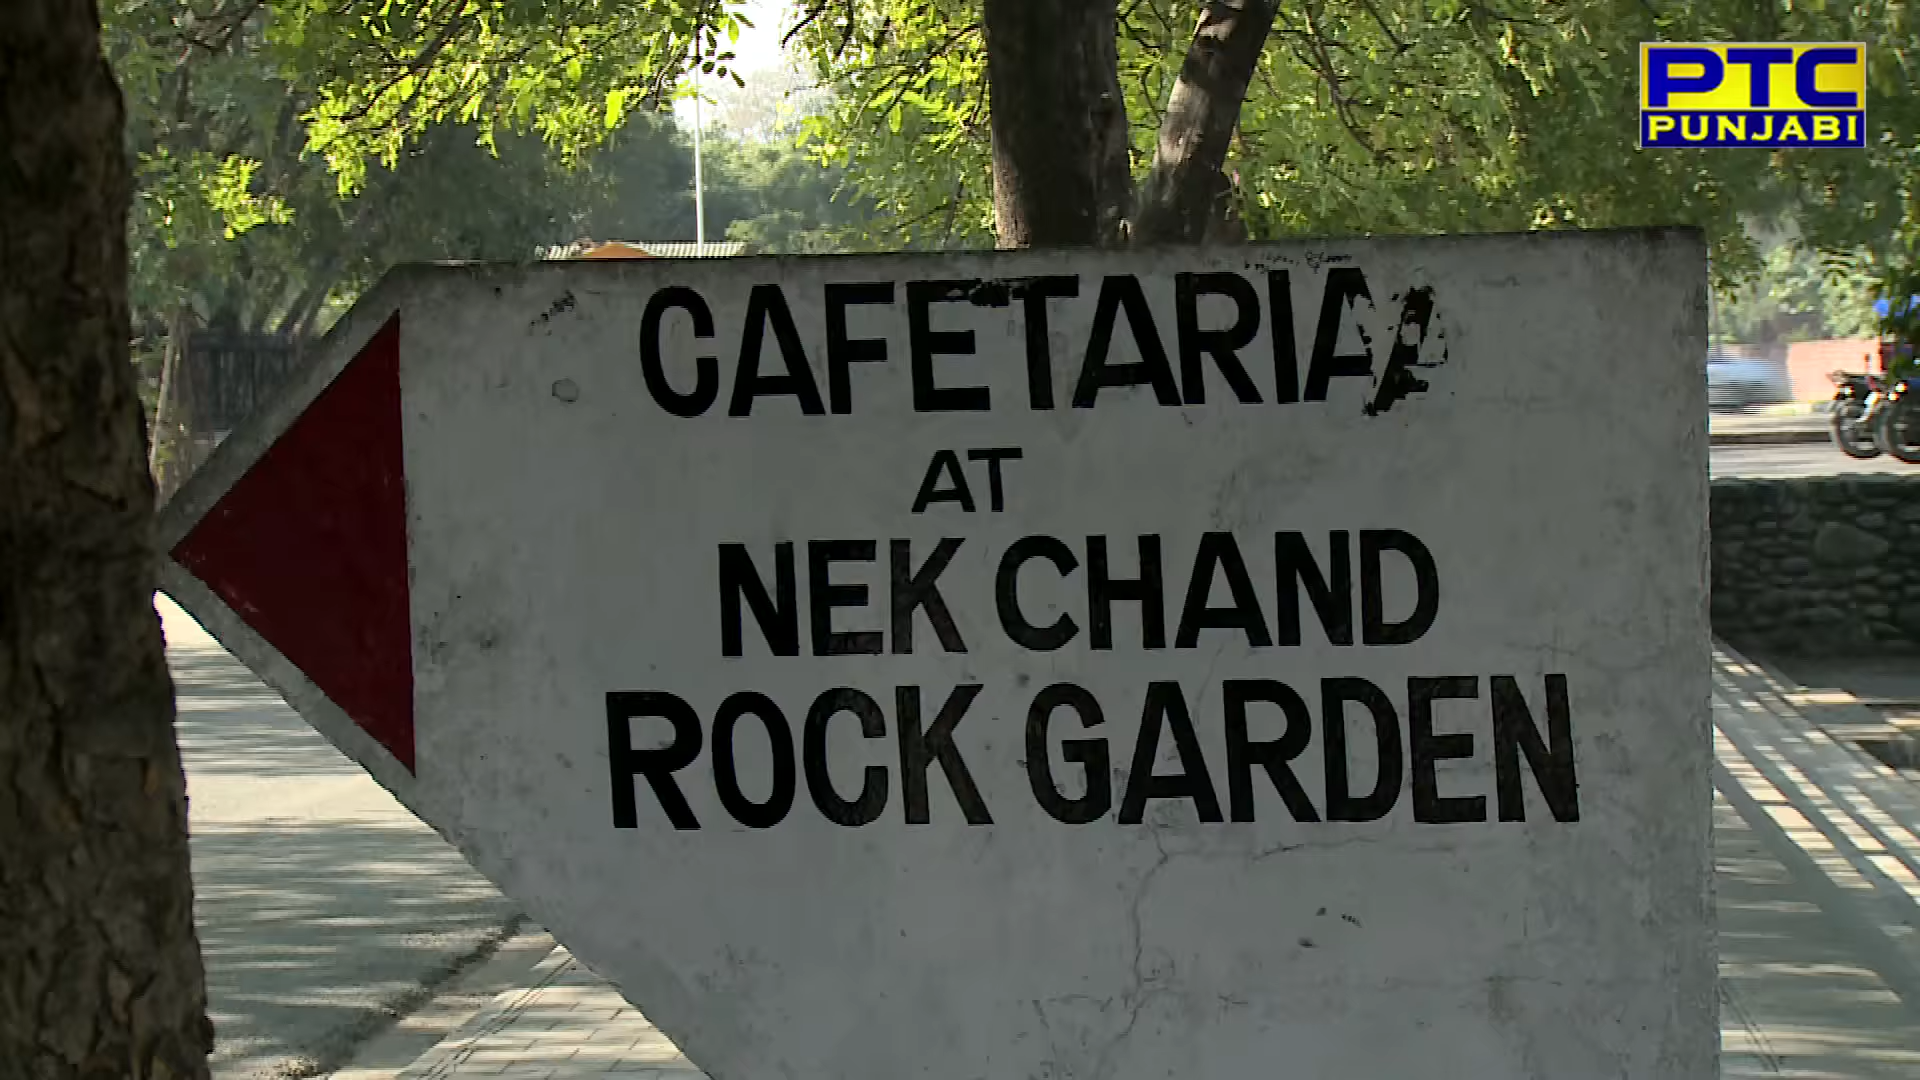 PTC
PUNJABI
CAFETARIA
AT
NEK CHAND
ROCK GARDEN